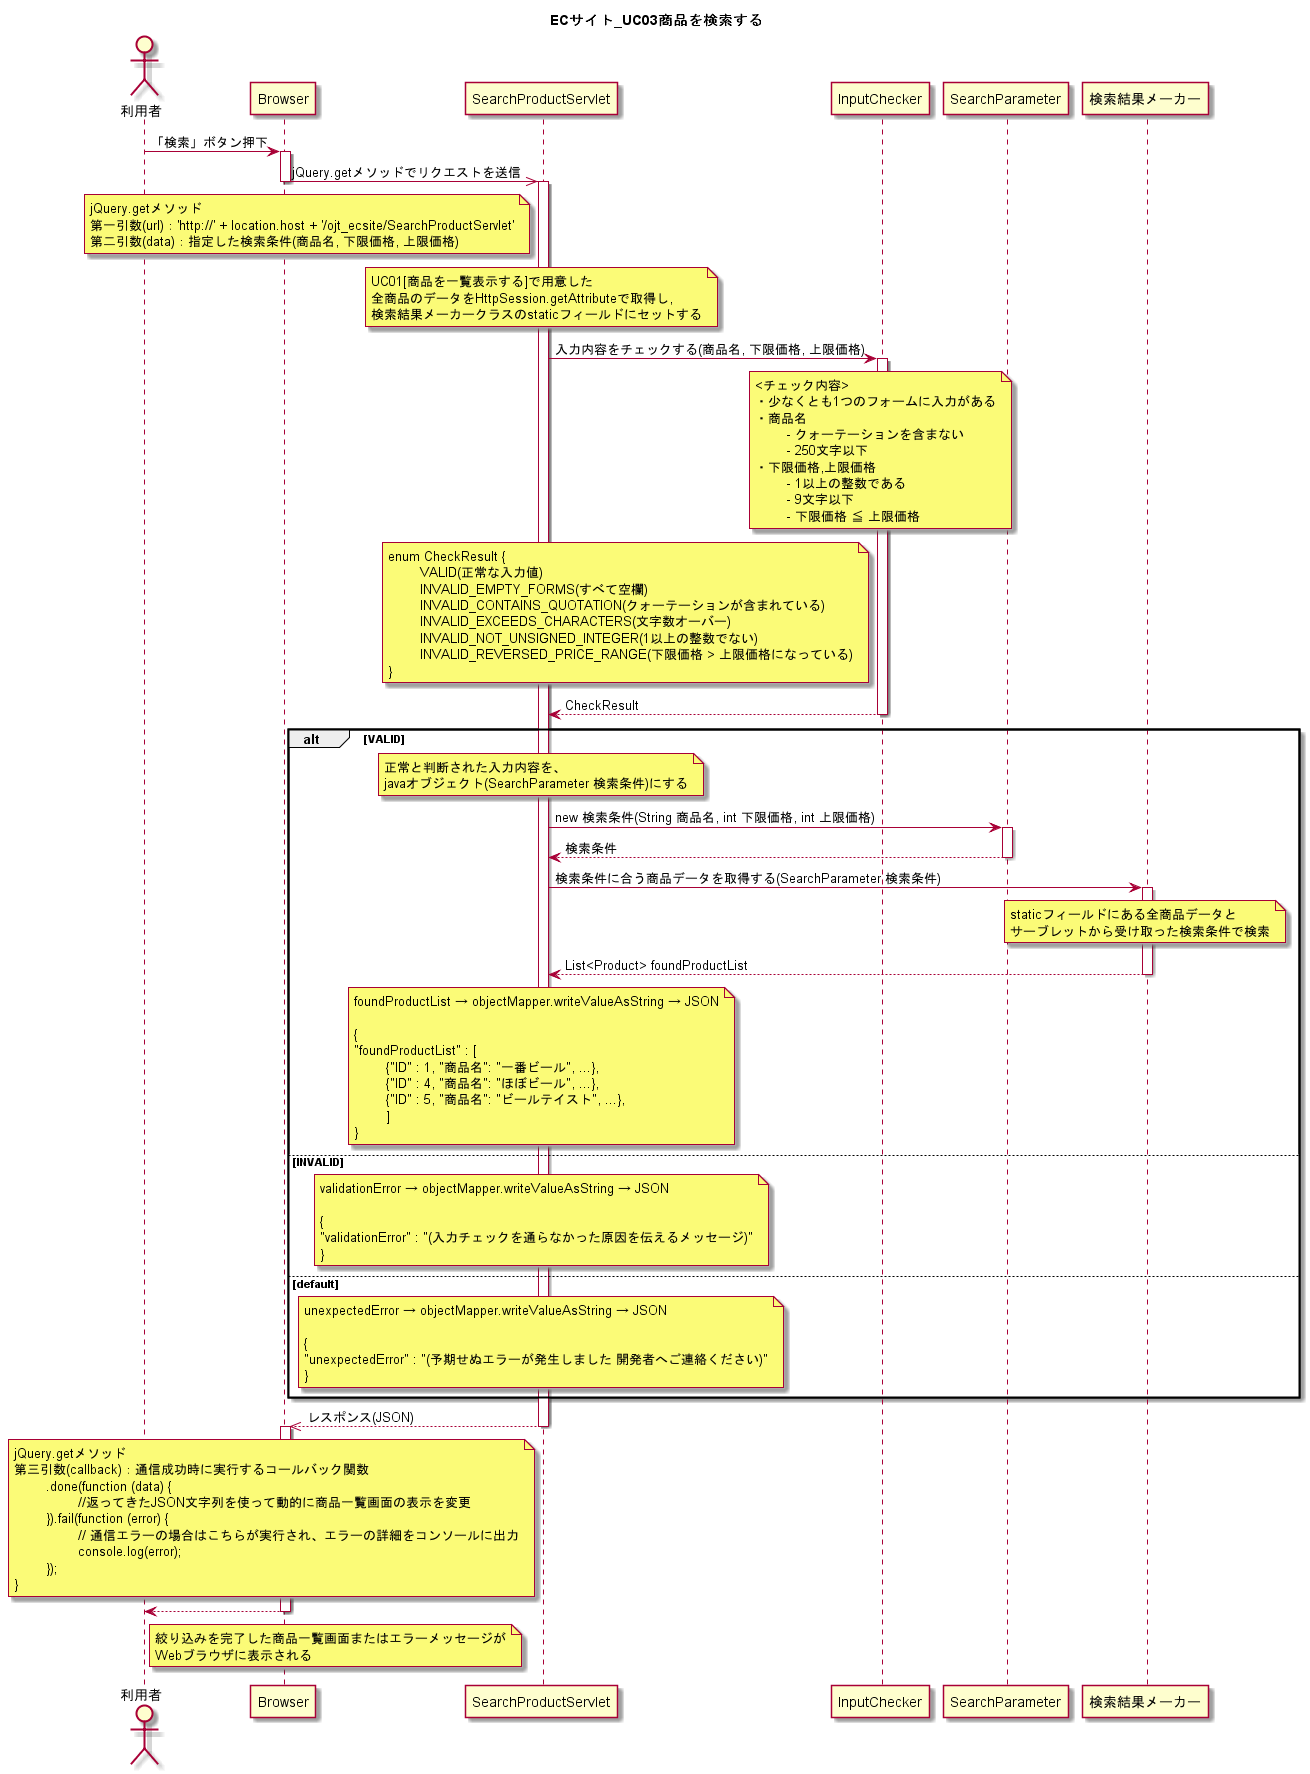 ECサイト_UC03商品を検索する
利用者
Browser
SearchProductServlet
InputChecker
SearchParameter
検索結果メーカー
「検索」ボタン押下
jQuery.getメソッドでリクエストを送信
jQuery.getメソッド
第一引数(url) : 'http://' + location.host + '/ojt_ecsite/SearchProductServlet'
第二引数(data) : 指定した検索条件(商品名, 下限価格, 上限価格)
UC01[商品を一覧表示する]で用意した
全商品のデータをHttpSession.getAttributeで取得し,
検索結果メーカークラスのstaticフィールドにセットする
入力内容をチェックする(商品名, 下限価格, 上限価格)
<チェック内容>
・少なくとも1つのフォームに入力がある
・商品名
- クォーテーションを含まない
- 250文字以下
・下限価格,上限価格
- 1以上の整数である
- 9文字以下
- 下限価格 ≦ 上限価格
enum CheckResult {
VALID(正常な入力値)
INVALID_EMPTY_FORMS(すべて空欄)
INVALID_CONTAINS_QUOTATION(クォーテーションが含まれている)
INVALID_EXCEEDS_CHARACTERS(文字数オーバー)
INVALID_NOT_UNSIGNED_INTEGER(1以上の整数でない)
INVALID_REVERSED_PRICE_RANGE(下限価格 > 上限価格になっている)
}
CheckResult
alt
[VALID]
正常と判断された入力内容を、
javaオブジェクト(SearchParameter 検索条件)にする
new 検索条件(String 商品名, int 下限価格, int 上限価格)
検索条件
検索条件に合う商品データを取得する(SearchParameter 検索条件)
staticフィールドにある全商品データと
サーブレットから受け取った検索条件で検索
List<Product> foundProductList
foundProductList → objectMapper.writeValueAsString → JSON
{
"foundProductList" : [
{"ID" : 1, "商品名": "一番ビール", ...},
{"ID" : 4, "商品名": "ほぼビール", ...},
{"ID" : 5, "商品名": "ビールテイスト", ...},
]
}
[INVALID]
validationError → objectMapper.writeValueAsString → JSON
{
"validationError" : "(入力チェックを通らなかった原因を伝えるメッセージ)"
}
[default]
unexpectedError → objectMapper.writeValueAsString → JSON
{
"unexpectedError" : "(予期せぬエラーが発生しました 開発者へご連絡ください)"
}
レスポンス(JSON)
jQuery.getメソッド
第三引数(callback) : 通信成功時に実行するコールバック関数
.done(function (data) {
//返ってきたJSON文字列を使って動的に商品一覧画面の表示を変更
}).fail(function (error) {
// 通信エラーの場合はこちらが実行され、エラーの詳細をコンソールに出力
console.log(error);
});
}
絞り込みを完了した商品一覧画面またはエラーメッセージが
Webブラウザに表示される
利用者
Browser
SearchProductServlet
InputChecker
SearchParameter
検索結果メーカー